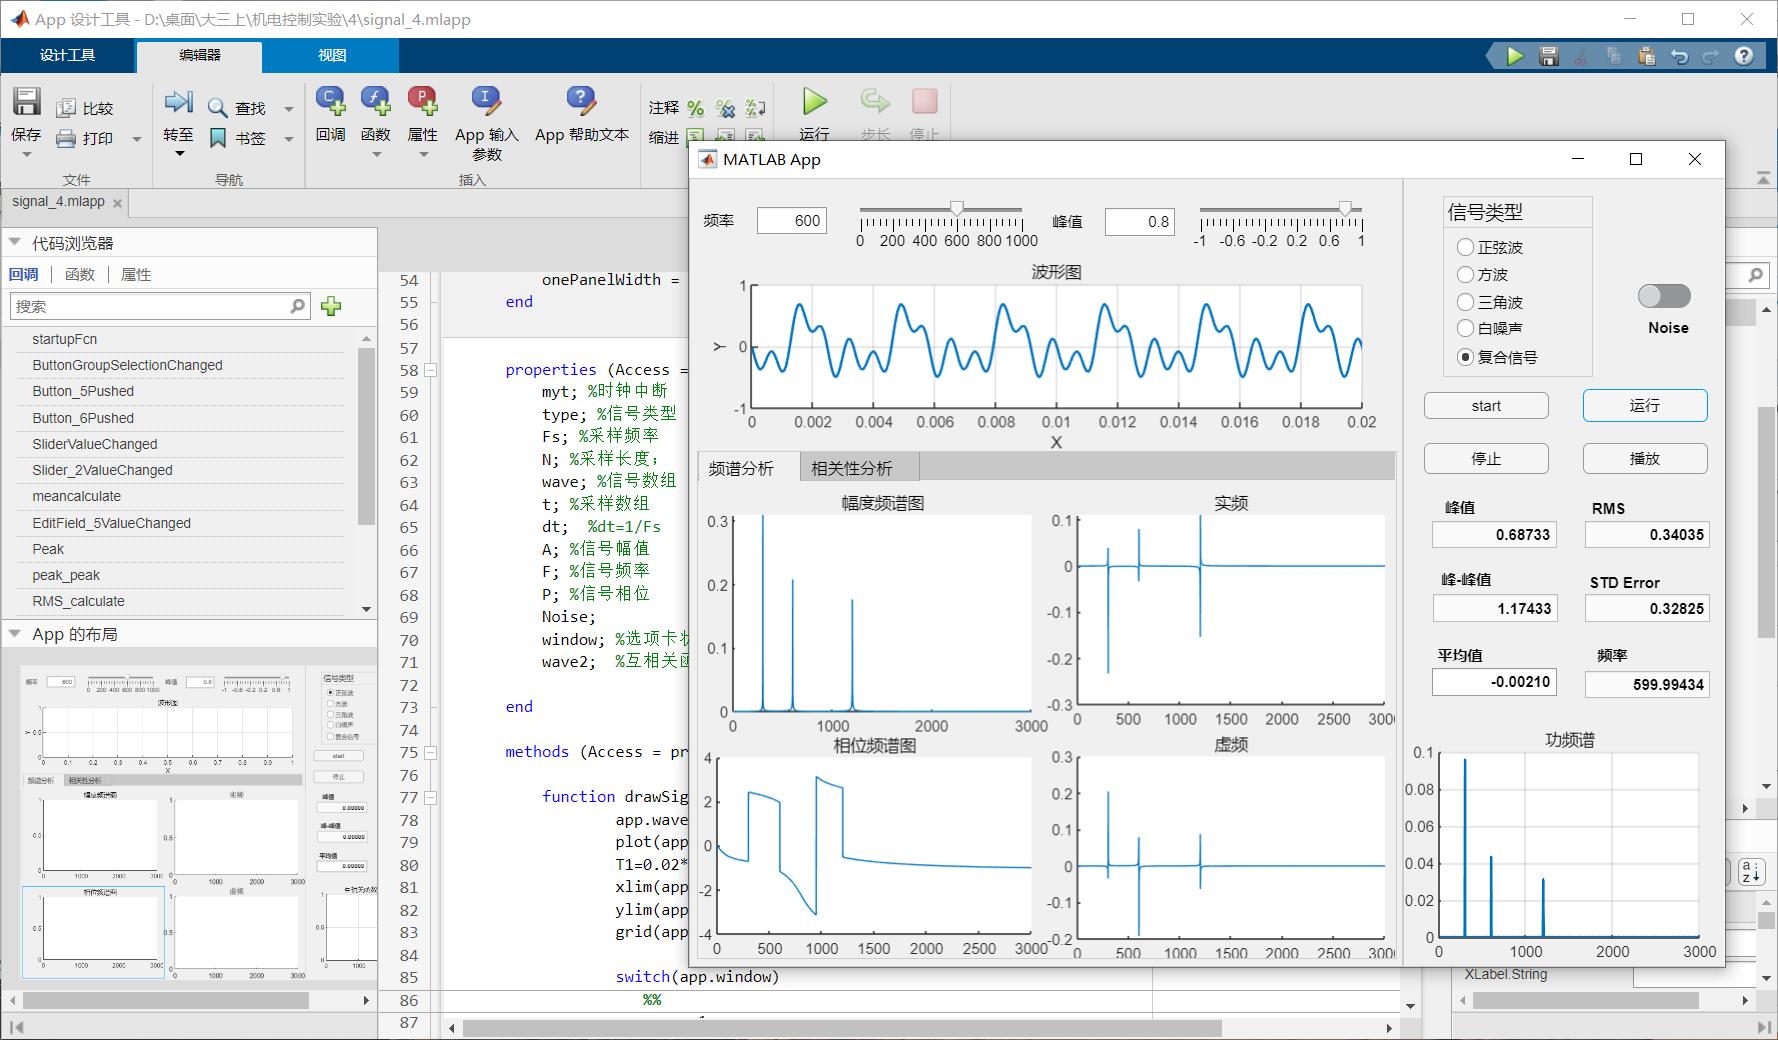 App 设计工具 - D:\桌面\大三上\机电控制实验\4\signal_4.mlapp
设计工具
编辑器
视图
保存
比较
打印
转至
查找
书签
回调
函数
属性
App 输入
参数
App 帮助文本
注释
缩进
运行
步长
停止
文件
导航
插入
signal_4.mlapp
代码浏览器
回调
函数
属性
搜索
startupFcn
ButtonGroupSelectionChanged
Button_5Pushed
Button_6Pushed
SliderValueChanged
Slider_2ValueChanged
meancalculate
EditField_5ValueChanged
Peak
peak_peak
RMS_calculate
App 的布局
54 onePanelWidth =
55 end
56
57
58 properties (Access =
59 myt; %时钟中断
60 type; %信号类型
61 Fs; %采样频率
62 N; %采样长度;
63 wave; %信号数组
64 t; %采样数组
65 dt; %dt=1/Fs
66 A; %信号幅值
67 F; %信号频率
68 P; %信号相位
69 Noise;
70 window; %选项卡
71 wave2; %互相关
72
73 end
74
75 methods (Access = pr
76
77 function drawSig
78 app.wave
79 plot(app
80 T1=0.02*
81 xlim(app
82 ylim(app
83 grid(app
84
85 switch(app.window)
86 %%
87
MATLAB App
频率
600
0 200 400 600 800 1000
峰值
0.8
-1 -0.6 -0.2 0.2 0.6 1
波形图
1
Y 0
-1
0 0.002 0.004 0.006 0.008 0.01 0.012 0.014 0.016 0.018 0.02
X
频谱分析
相关性分析
幅度频谱图
0.3
0.2
0.1
0
0 1000 2000 3000
实频
0.1
0
-0.1
-0.2
-0.3
0 500 1000 1500 2000 2500 300
相位频谱图
4
2
0
-2
-4
0 500 1000 1500 2000 2500 3000
虚频
0.3
0.2
0.1
0
-0.1
-0.2
0 500 1000 1500 2000 2500 300
信号类型
正弦波
方波
三角波
白噪声
复合信号
Noise
start
运行
停止
播放
峰值
0.68733
RMS
0.34035
峰-峰值
1.17433
STD Error
0.32825
平均值
-0.00210
频率
599.99434
功频谱
0.1
0.08
0.06
0.04
0.02
0
0 1000 2000 3000
XLabel.String